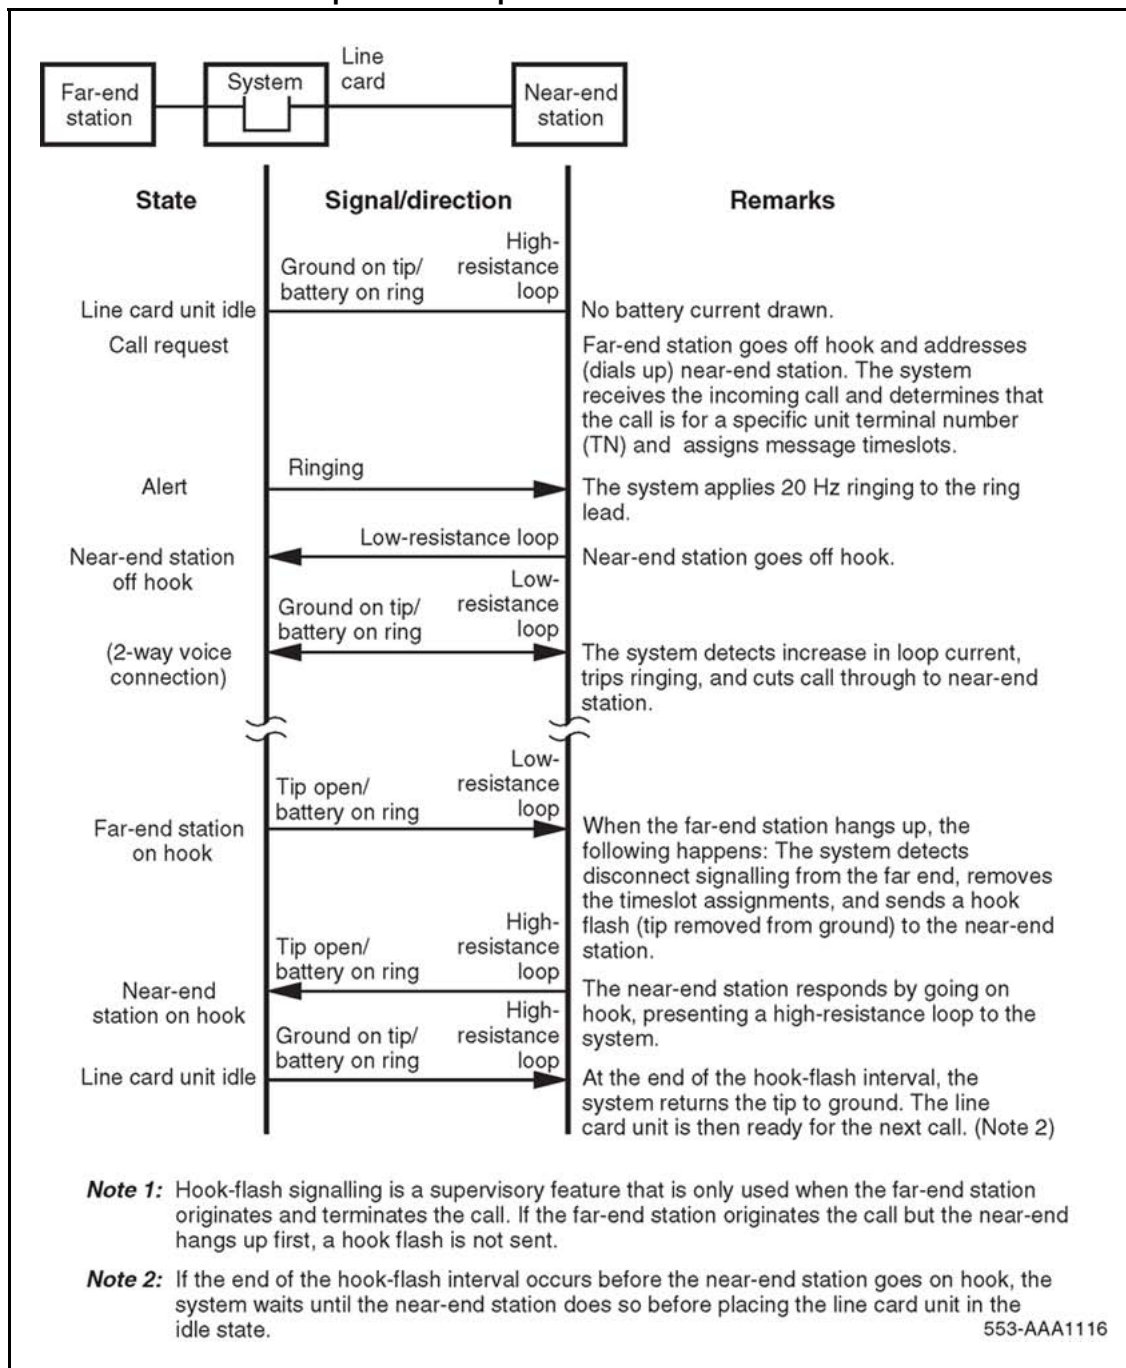 Far-end
station
System
Line
card
Near-end
station
State
Signal/direction
Remarks
Line card unit idle
Ground on tip/
battery on ring
High-
resistance
loop
No battery current drawn.
Call request
Far-end station goes off hook and addresses
(dials up) near-end station. The system
receives the incoming call and determines that
the call is for a specific unit terminal number
(TN) and assigns message timeslots.
Alert
Ringing
The system applies 20 Hz ringing to the ring
lead.
Near-end station
off hook
Low-resistance loop
Near-end station goes off hook.
(2-way voice
connection)
Ground on tip/
battery on ring
Low-
resistance
loop
The system detects increase in loop current,
trips ringing, and cuts call through to near-end
station.
Far-end station
on hook
Tip open/
battery on ring
Low-
resistance
loop
When the far-end station hangs up, the
following happens: The system detects
disconnect signalling from the far end, removes
the timeslot assignments, and sends a hook
flash (tip removed from ground) to the near-end
station.
Near-end
station on hook
Tip open/
battery on ring
High-
resistance
loop
The near-end station responds by going on
hook, presenting a high-resistance loop to the
system.
Line card unit idle
Ground on tip/
battery on ring
High-
resistance
loop
At the end of the hook-flash interval, the
system returns the tip to ground. The line
card unit is then ready for the next call. (Note 2)
Note 1: Hook-flash signalling is a supervisory feature that is only used when the far-end station
originates and terminates the call. If the far-end station originates the call but the near-end
hangs up first, a hook flash is not sent.
Note 2: If the end of the hook-flash interval occurs before the near-end station goes on hook, the
system waits until the near-end station does so before placing the line card unit in the
idle state.
553-AAA1116